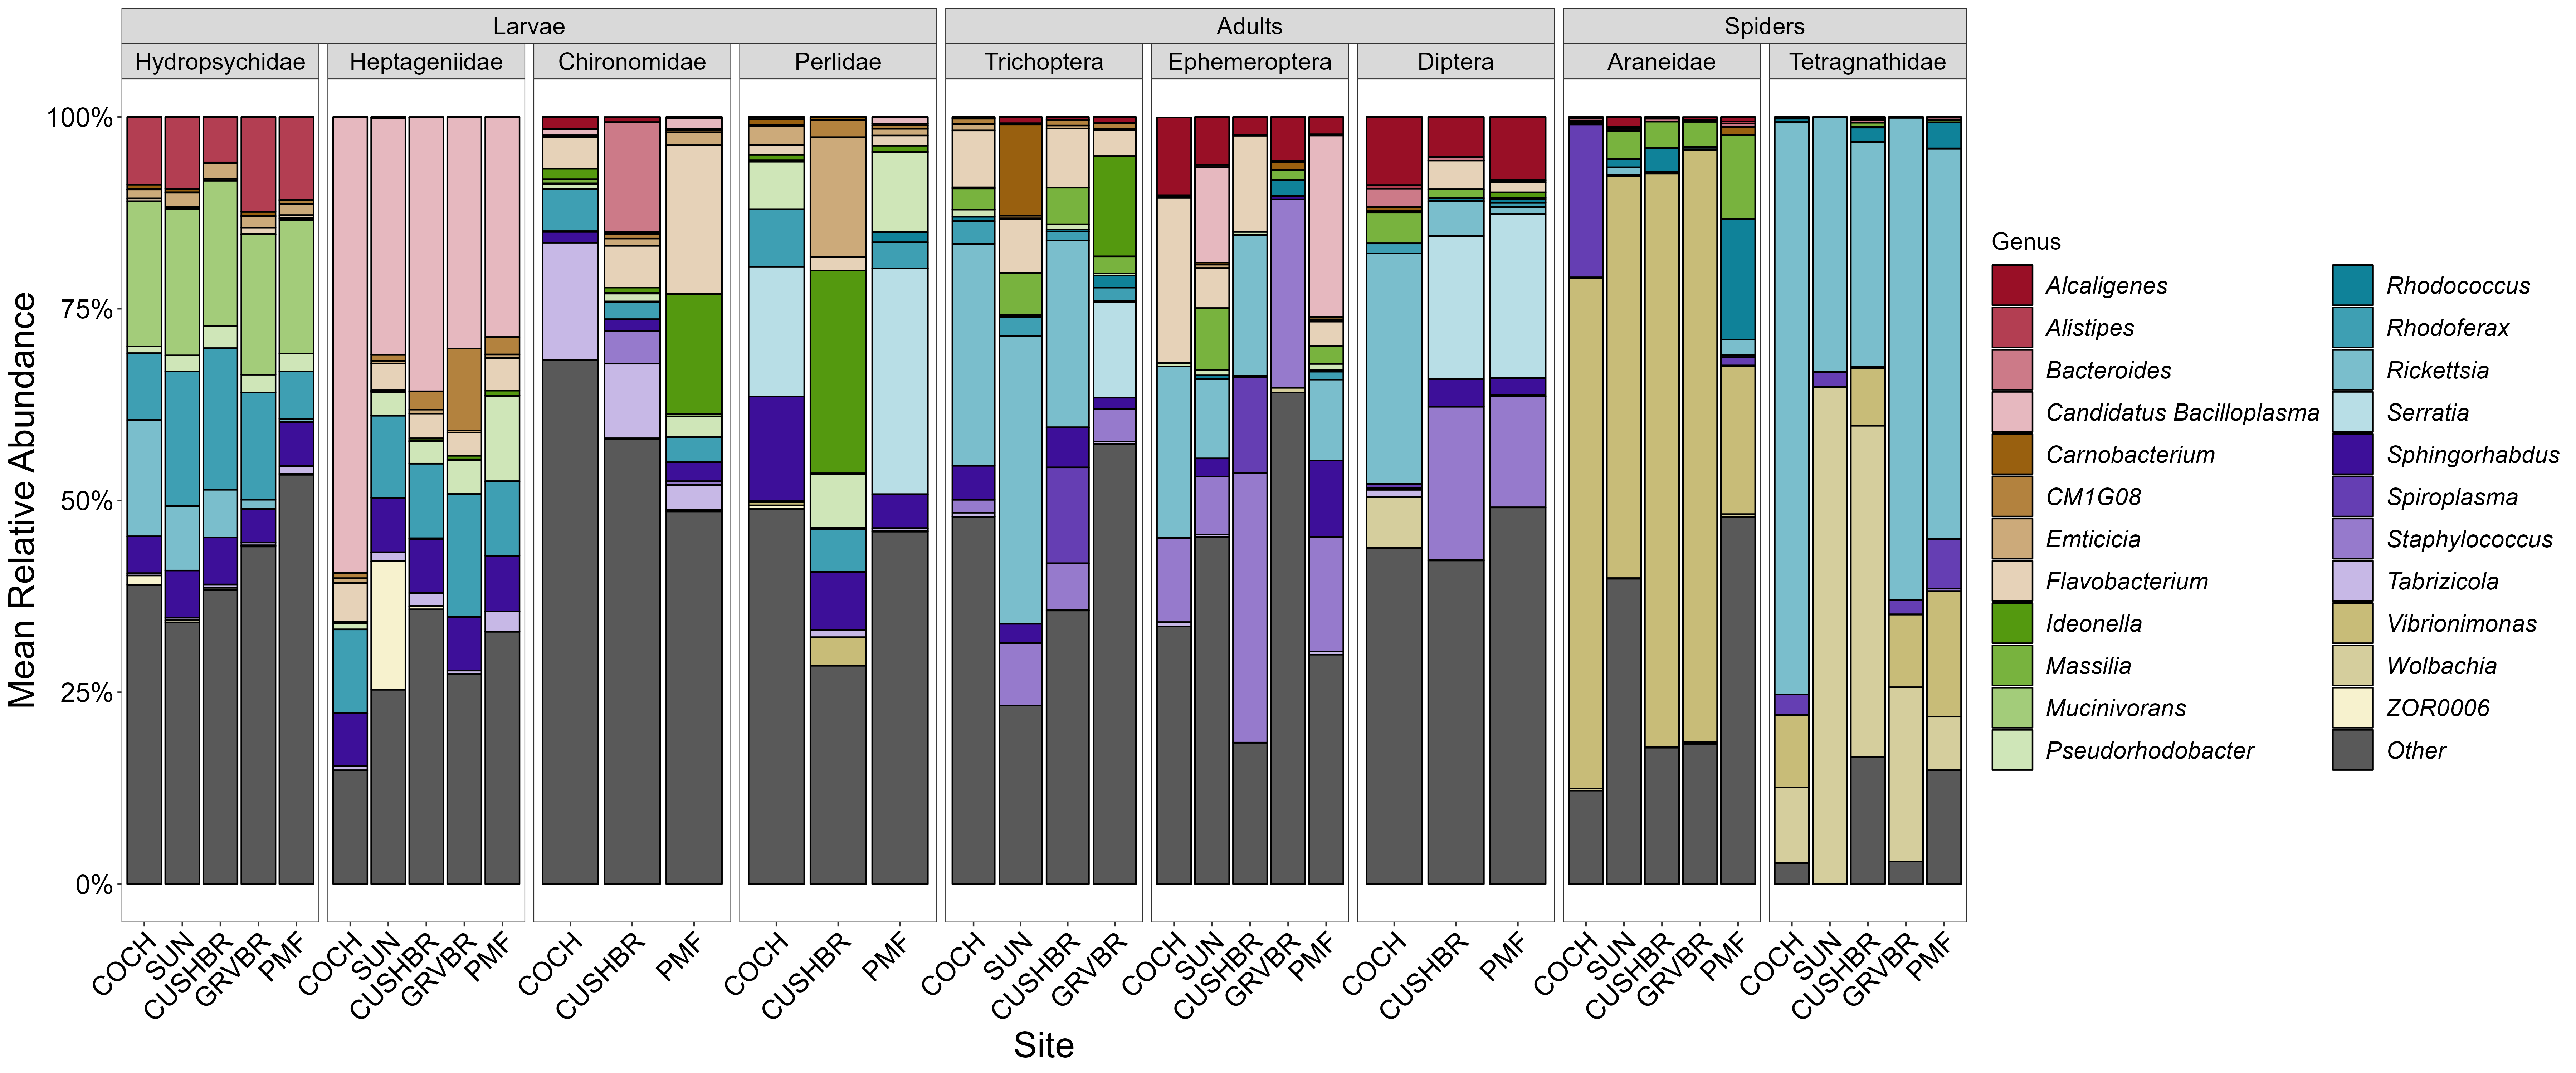 Larvae
Adults
Spiders
Hydropsychidae
Heptageniidae
Chironomidae
Perlidae
Trichoptera
Ephemeroptera
Diptera
Araneidae
Tetragnathidae
Mean Relative Abundance
100%
75%
50%
25%
0%
COCH
SUN
CUSHBR
GRVBR
PMF
COCH
SUN
CUSHBR
GRVBR
PMF
COCH
CUSHBR
PMF
COCH
CUSHBR
PMF
COCH
SUN
CUSHBR
GRVBR
COCH
SUN
CUSHBR
GRVBR
PMF
COCH
CUSHBR
PMF
COCH
SUN
CUSHBR
GRVBR
PMF
COCH
SUN
CUSHBR
GRVBR
PMF
Site
Genus
Alcaligenes
Alistipes
Bacteroides
Candidatus Bacilloplasma
Carnobacterium
CM1G08
Emticicia
Flavobacterium
Ideonella
Massilia
Mucinivorans
Pseudorhodobacter
Rhodococcus
Rhodoferax
Rickettsia
Serratia
Sphingorhabdus
Spiroplasma
Staphylococcus
Tabrizicola
Vibrionimonas
Wolbachia
ZOR0006
Other